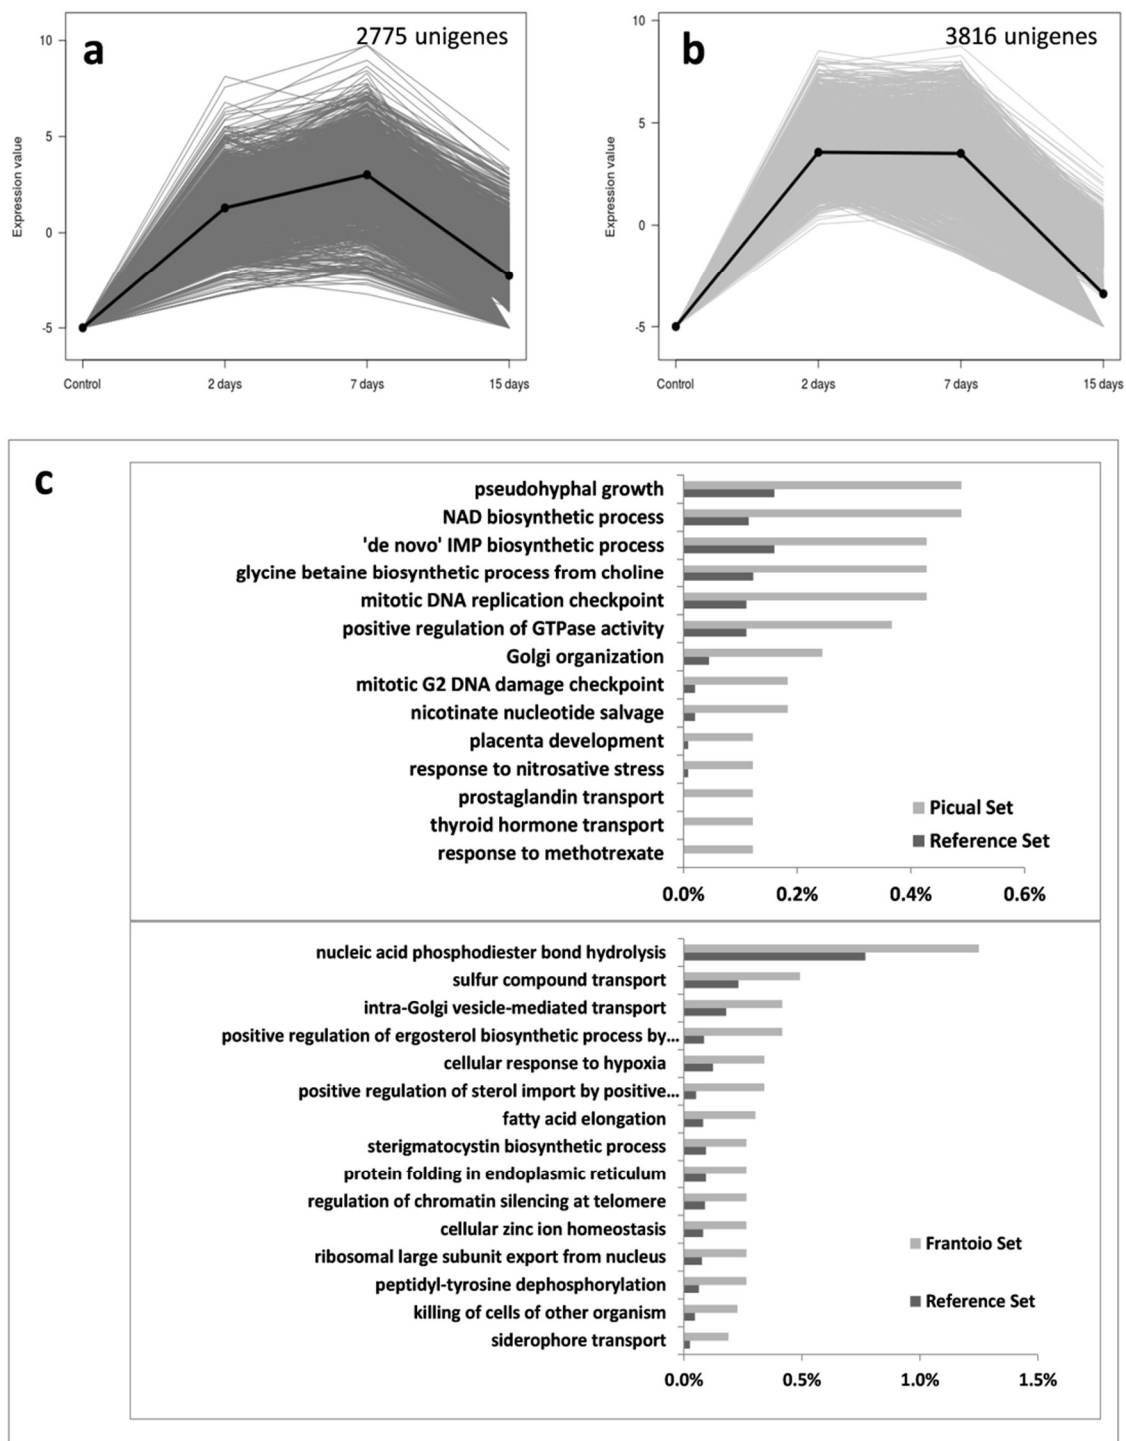 a
2775 unigenes
10
5
0
-5
Expression value
Control
2 days
7 days
15 days
b
3816 unigenes
10
5
0
-5
Expression value
Control
2 days
7 days
15 days
c
pseudohyphal growth
NAD biosynthetic process
'de novo' IMP biosynthetic process
glycine betaine biosynthetic process from choline
mitotic DNA replication checkpoint
positive regulation of GTPase activity
Golgi organization
mitotic G2 DNA damage checkpoint
nicotinate nucleotide salvage
placenta development
response to nitrosative stress
prostaglandin transport
thyroid hormone transport
response to methotrexate
Picual Set
Reference Set
0.0% 0.2% 0.4% 0.6%
nucleic acid phosphodiester bond hydrolysis
sulfur compound transport
intra-Golgi vesicle-mediated transport
positive regulation of ergosterol biosynthetic process by...
cellular response to hypoxia
positive regulation of sterol import by positive...
fatty acid elongation
sterigmatocystin biosynthetic process
protein folding in endoplasmic reticulum
regulation of chromatin silencing at telomere
cellular zinc ion homeostasis
ribosomal large subunit export from nucleus
peptidyl-tyrosine dephosphorylation
killing of cells of other organism
siderophore transport
Frantoio Set
Reference Set
0.0% 0.5% 1.0% 1.5%